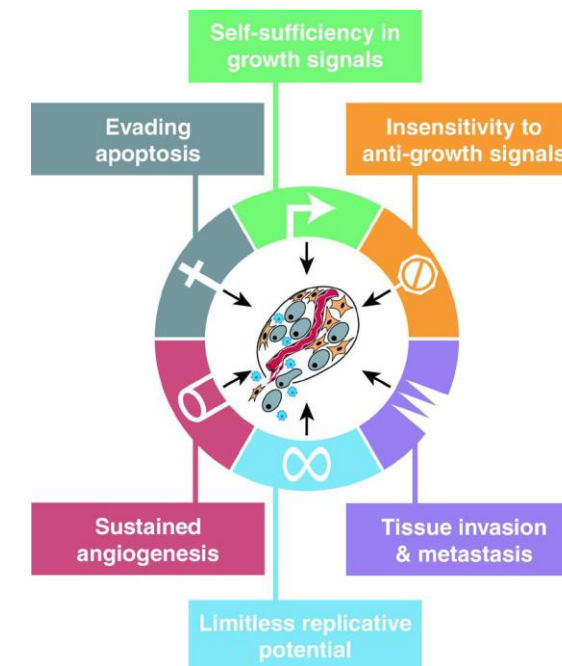 Self-sufficiency in
growth signals
Evading
apoptosis
Insensitivity to
anti-growth signals
Sustained
angiogenesis
Tissue invasion
& metastasis
Limitless replicative
potential